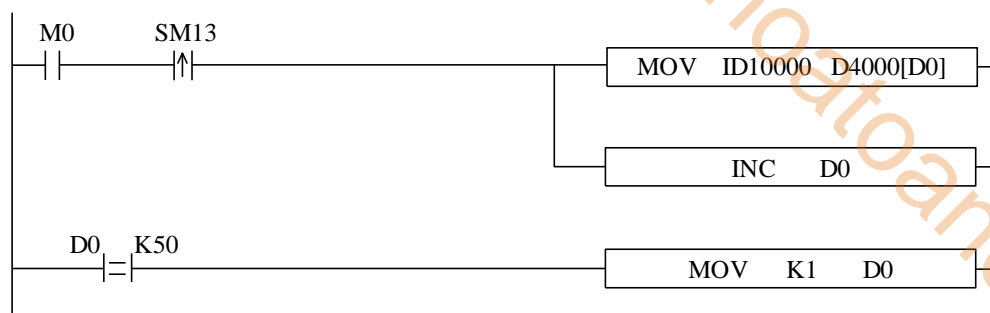 M0 SM13
MOV ID10000 D4000[D0]
INC D0
D0 K50
MOV K1 D0